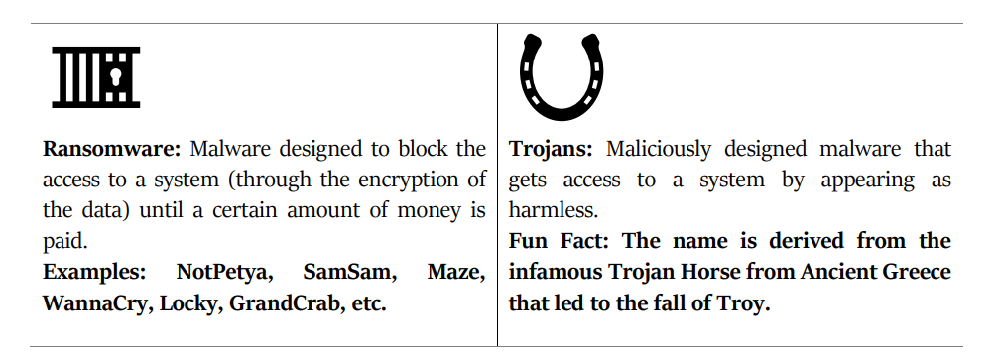 Ransomware: Malware designed to block the
access to a system (through the encryption of
the data) until a certain amount of money is
paid.
Examples: NotPetya, SamSam, Maze,
WannaCry, Locky, GrandCrab, etc.
Trojans: Maliciously designed malware that
gets access to a system by appearing as
harmless.
Fun Fact: The name is derived from the
infamous Trojan Horse from Ancient Greece
that led to the fall of Troy.